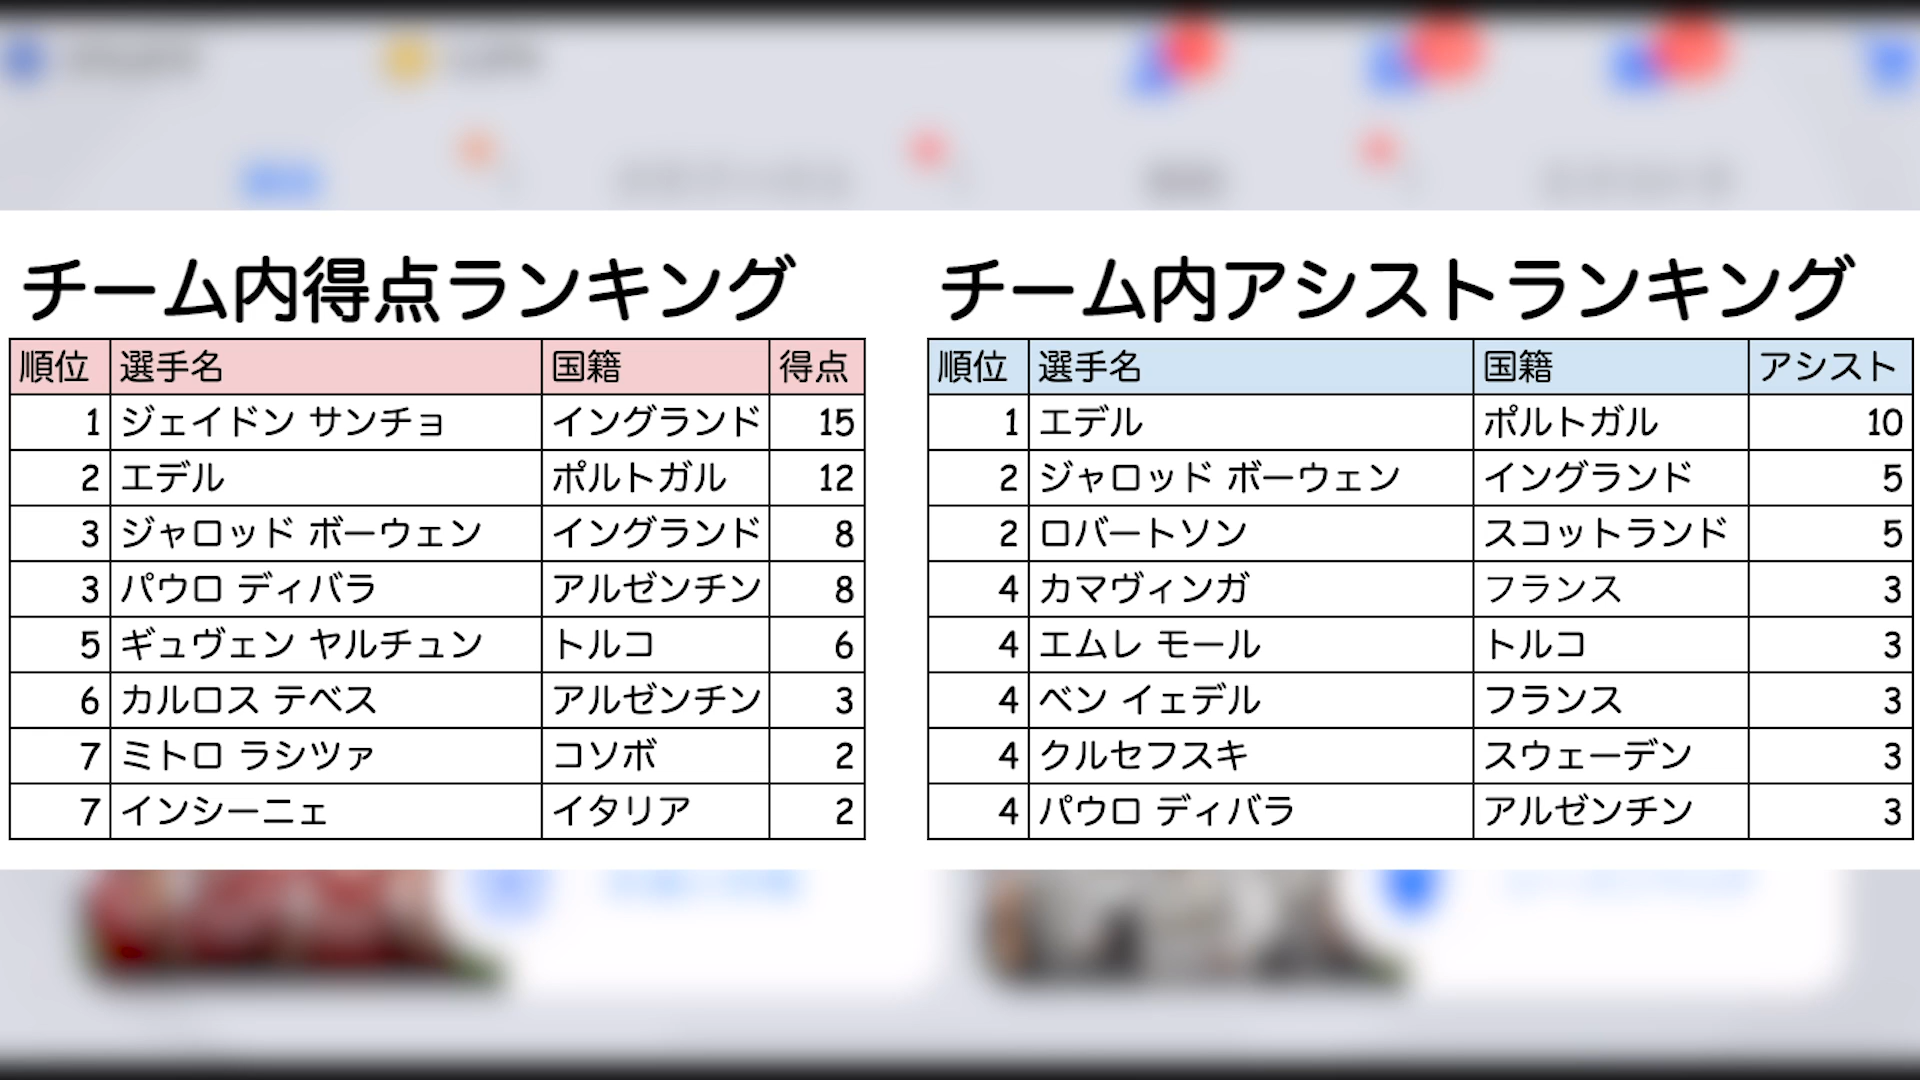 チーム内得点ランキング
順位 選手名 国籍 得点
1 ジェイドン サンチョ イングランド 15
2 エデル ポルトガル 12
3 ジャロッド ボーウェン イングランド 8
3 パウロ ディバラ アルゼンチン 8
5 ギュヴェン ヤルチュン トルコ 6
6 カルロス テベス アルゼンチン 3
7 ミトロ ラシツァ コソボ 2
7 インシーニェ イタリア 2
チーム内アシストランキング
順位 選手名 国籍 アシスト
1 エデル ポルトガル 10
2 ジャロッド ボーウェン イングランド 5
2 ロバートソン スコットランド 5
4 カマヴィンガ フランス 3
4 エムレ モール トルコ 3
4 ベン イェデル フランス 3
4 クルセフスキ スウェーデン 3
4 パウロ ディバラ アルゼンチン 3